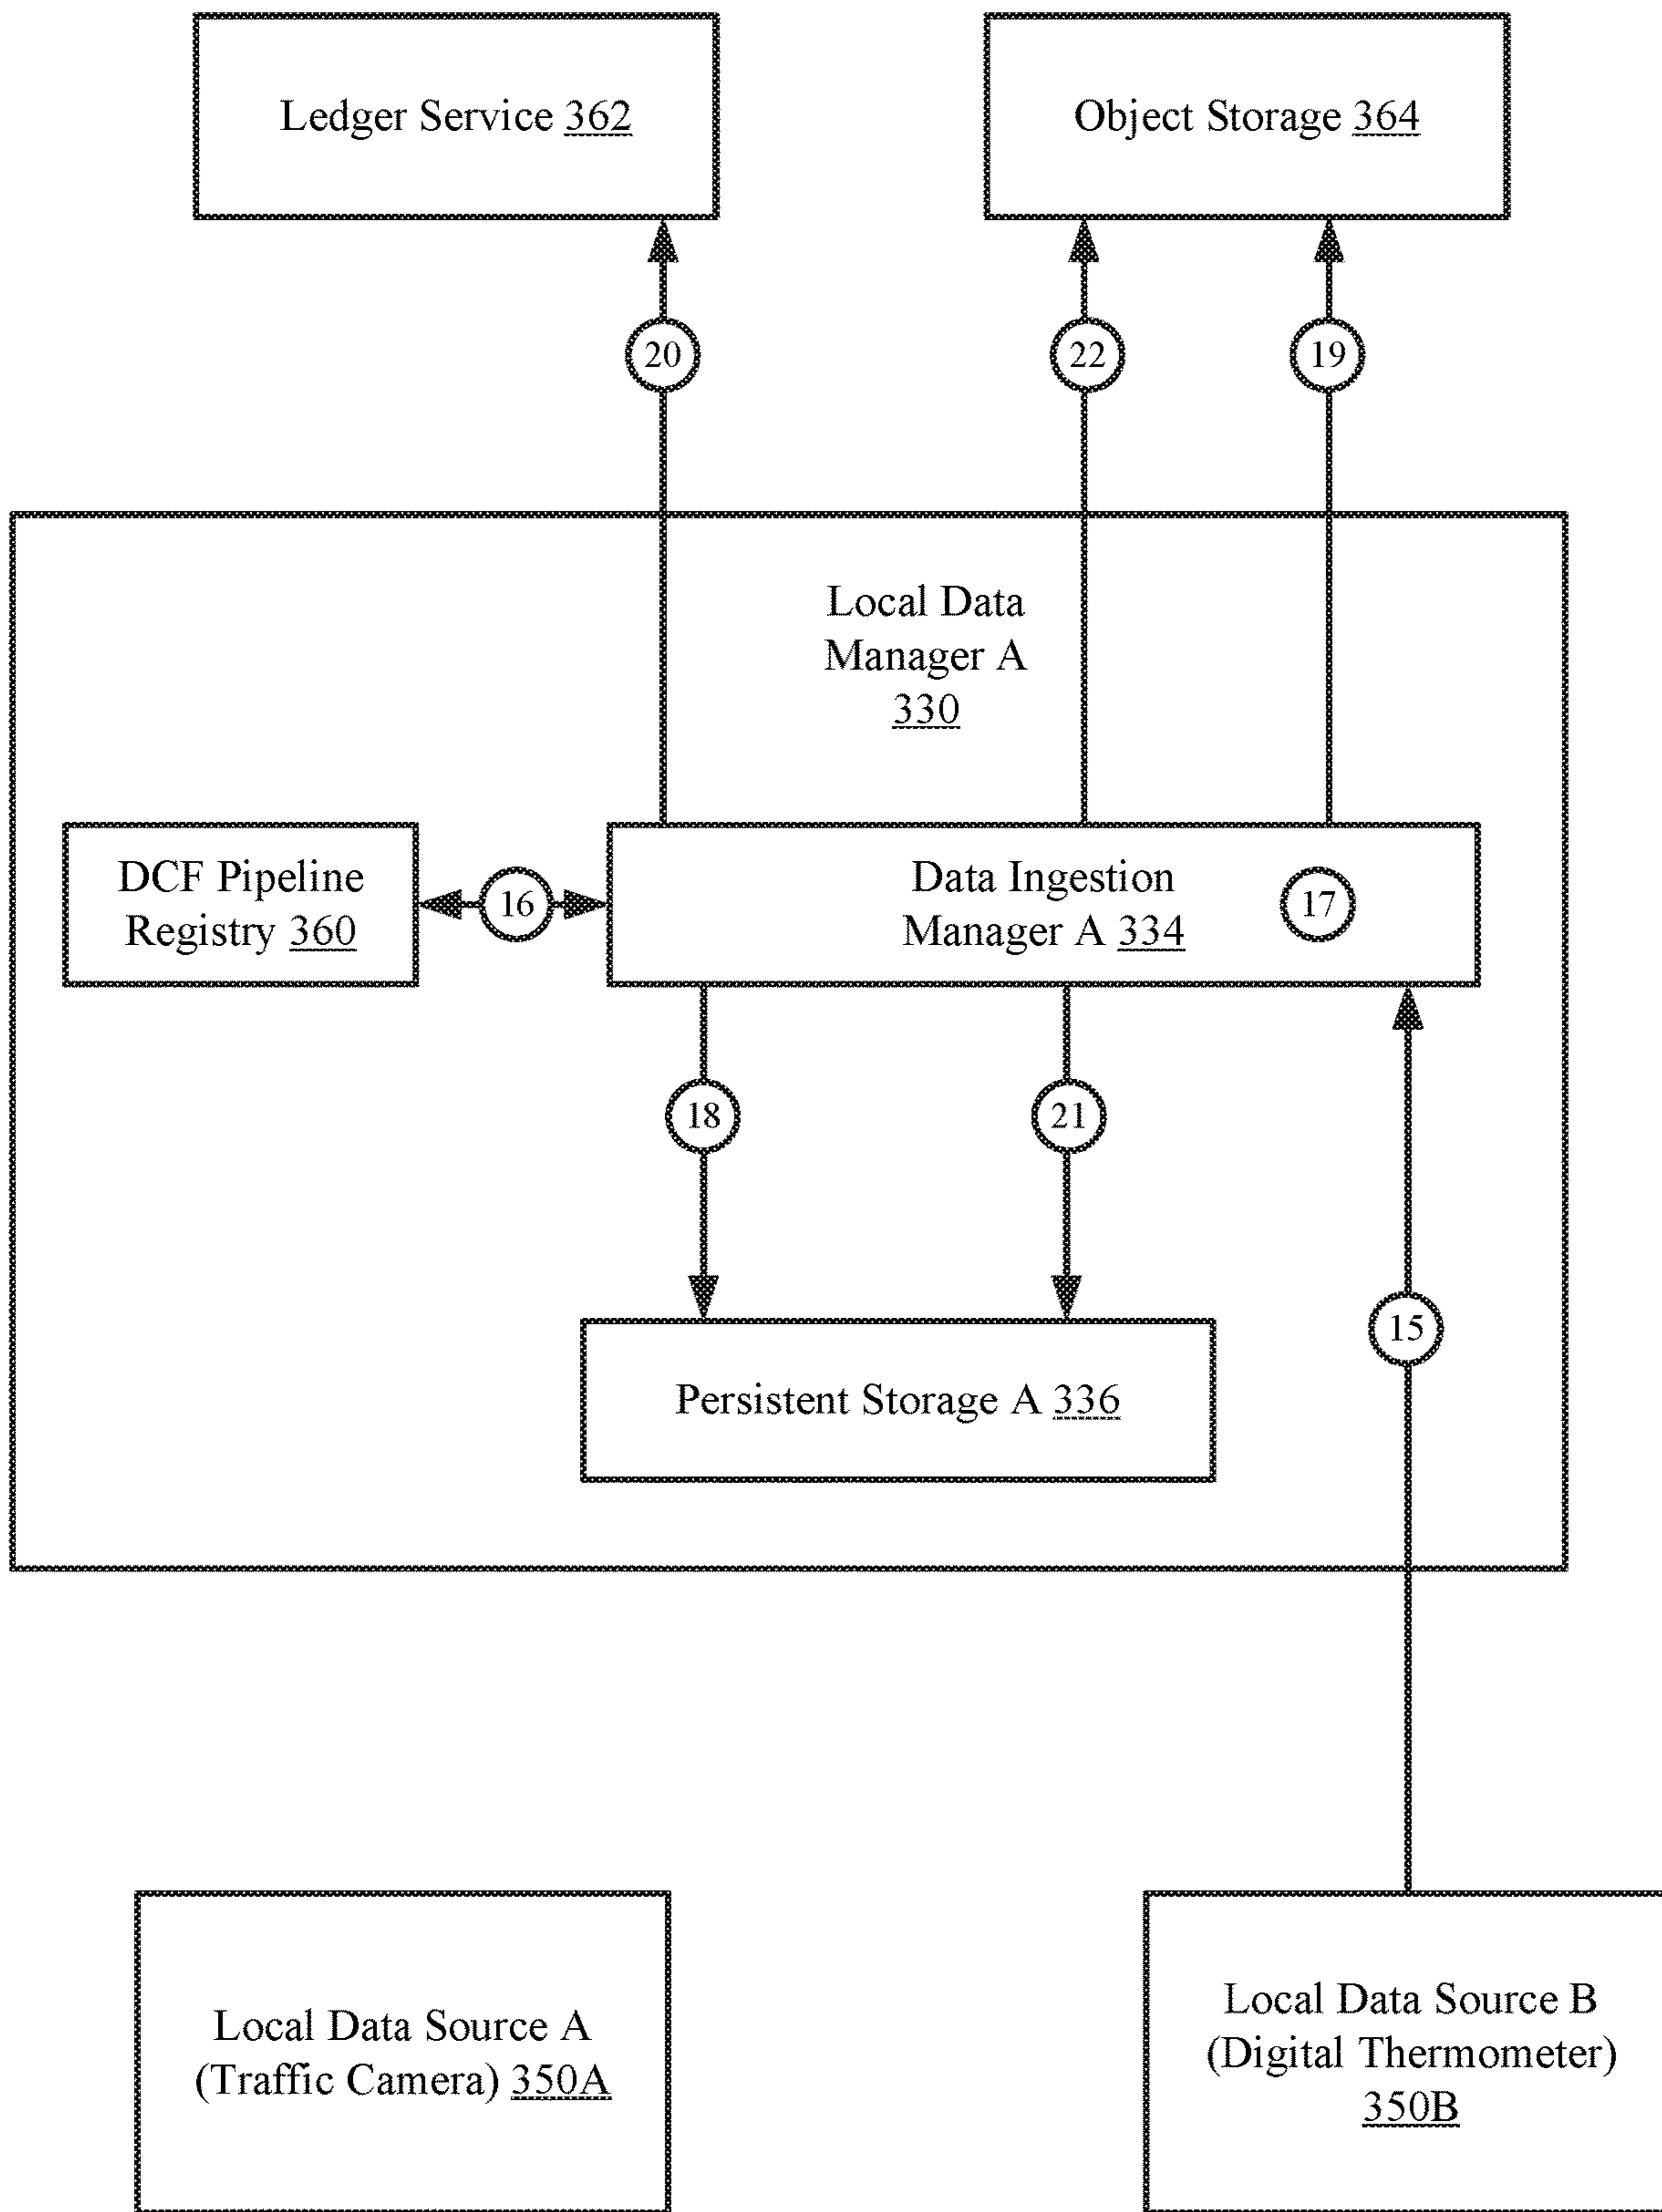 Ledger Service 362
Object Storage 364
20
22
19
Local Data
Manager A
330
DCF Pipeline
Registry 360
16
Data Ingestion
Manager A 334
17
18
21
15
Persistent Storage A 336
Local Data Source A
(Traffic Camera) 350A
Local Data Source B
(Digital Thermometer)
350B